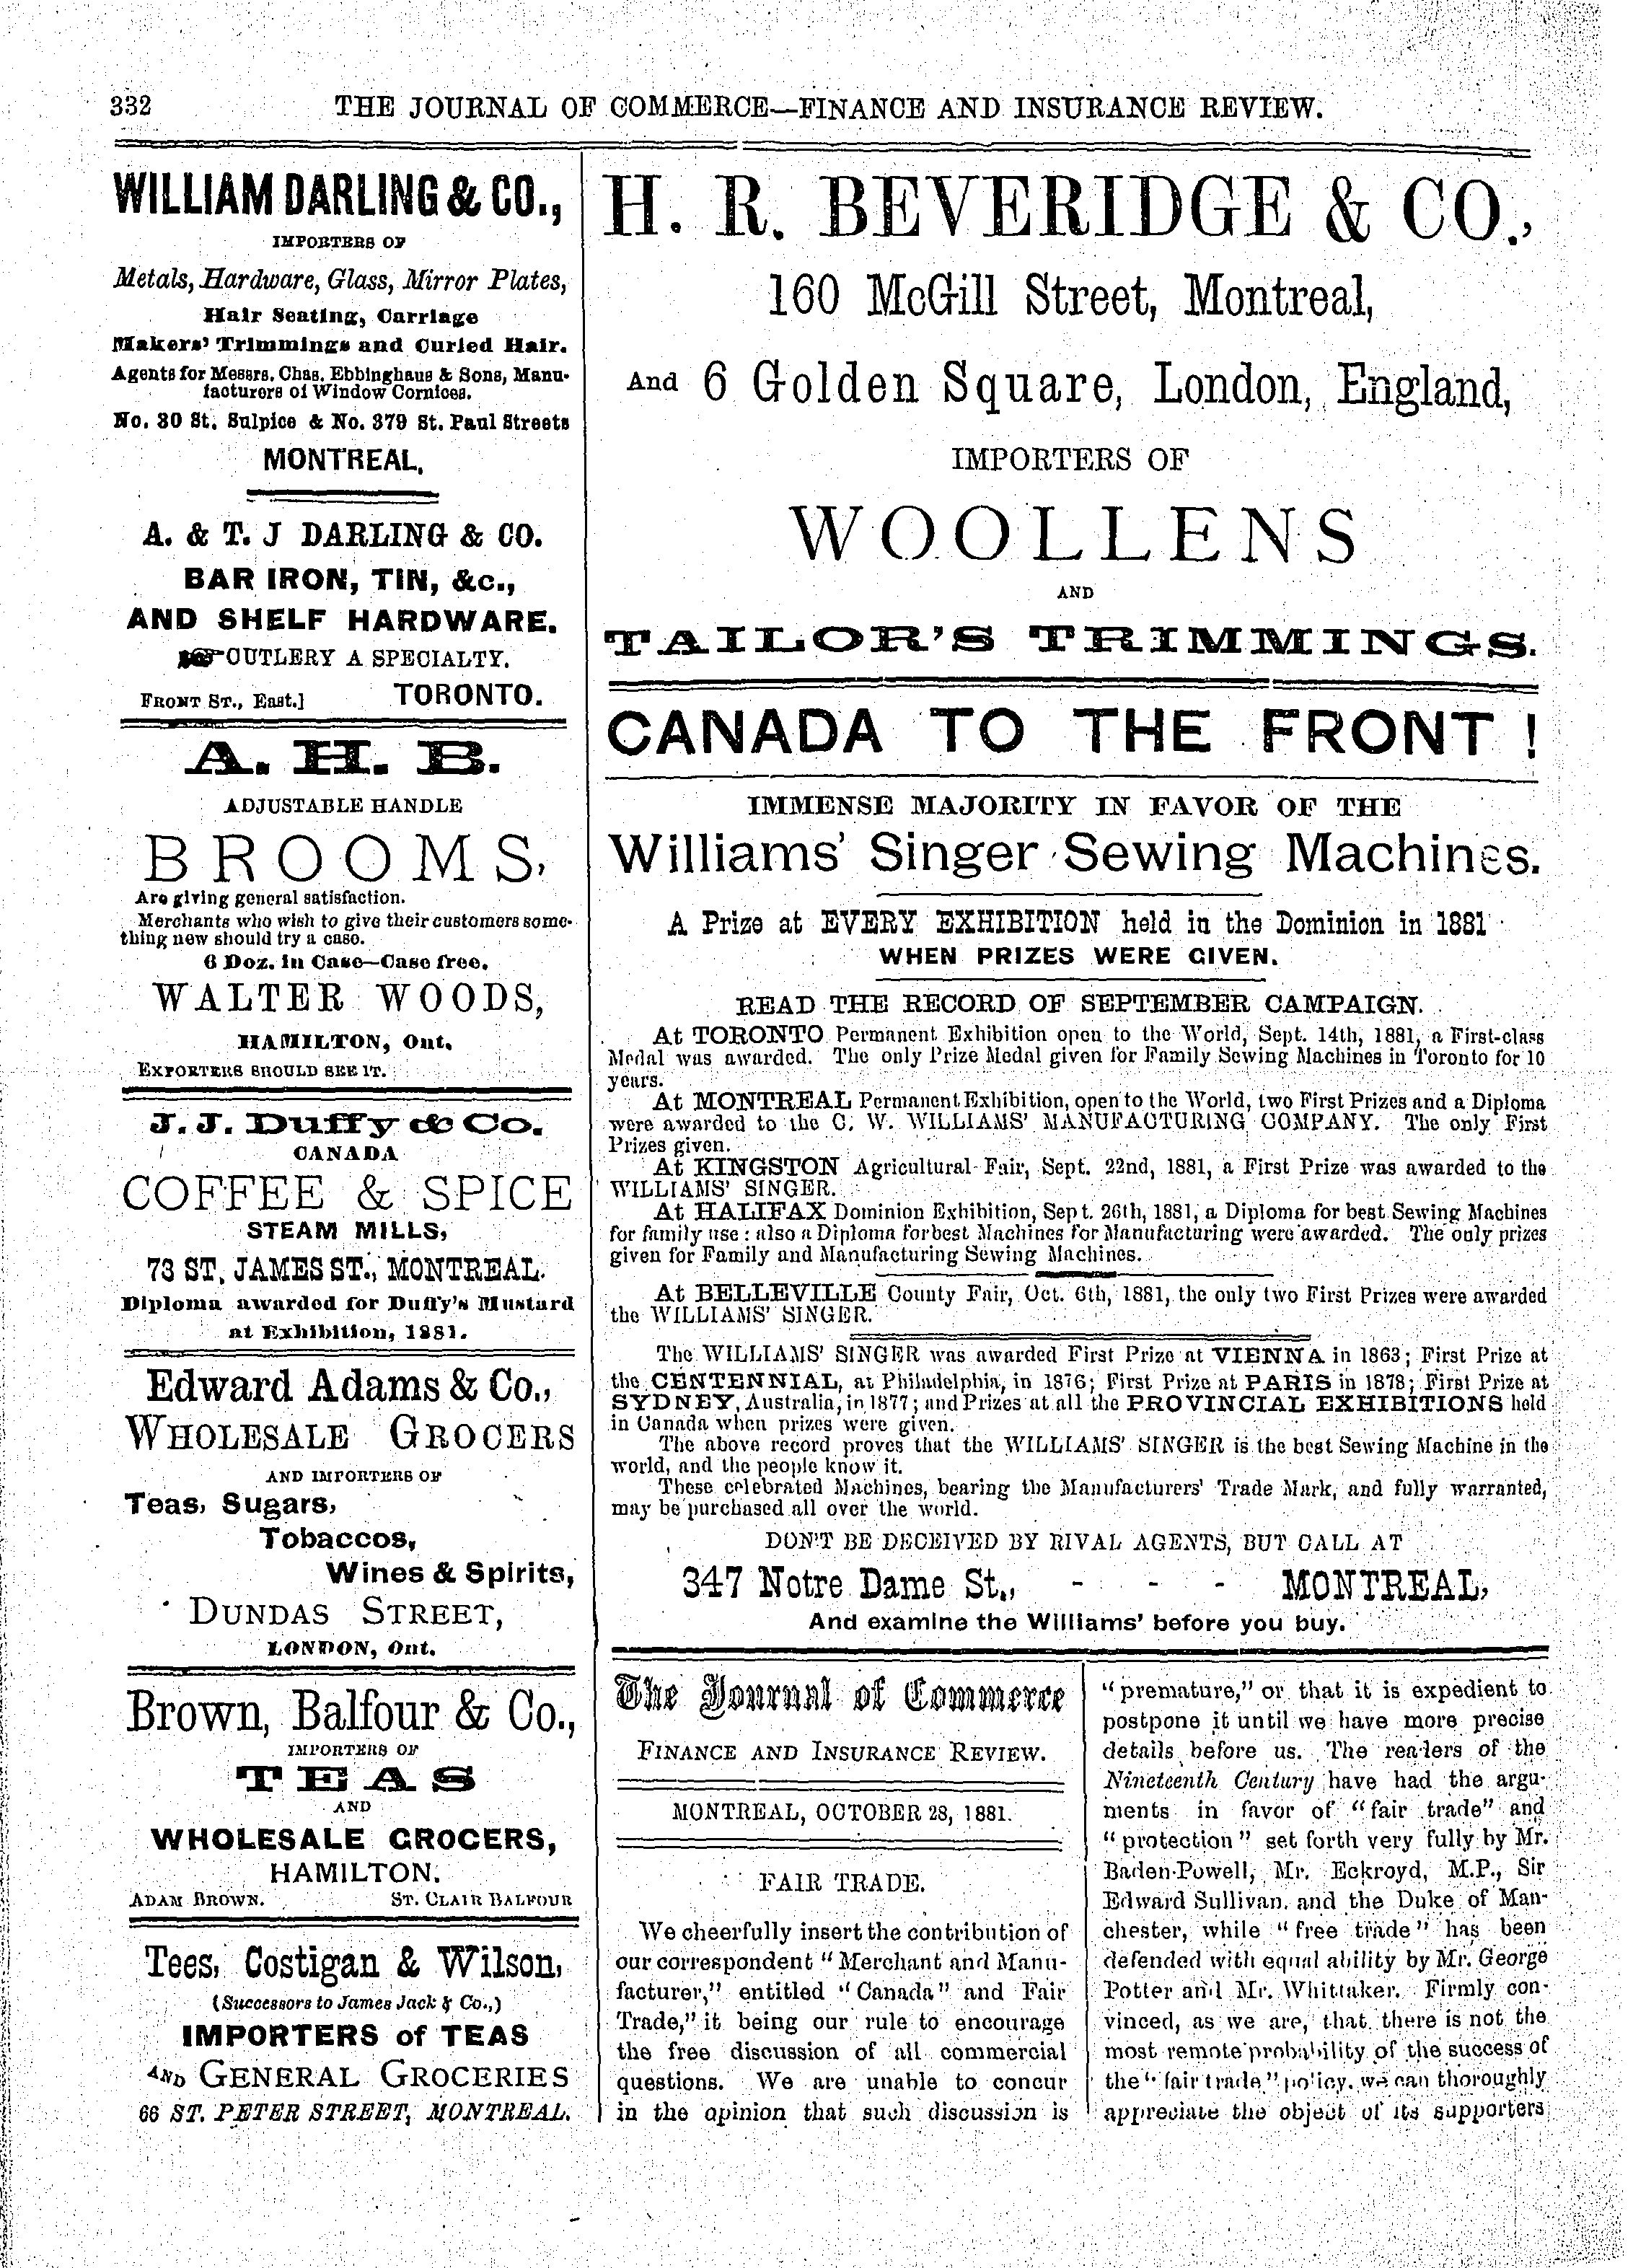 332 THE JOURNAL OF COMMERCE—FINANCE AND INSURANCE REVIEW.
WILLIAM DARLING & CO.,
IMPORTERS OF
Metals, Hardware, Glass, Mirror Plates,
Hair Seating, Carriage
Makers' Trimmings and Curled Hair.
Agents for Messrs. Chas. Ebbinghaus & Sons, Manu-
facturers of Window Cornices.
No. 30 St. Sulpice & No. 379 St. Paul Streets
MONTREAL.
A. & T. J DARLING & CO.
BAR IRON, TIN, &c.,
AND SHELF HARDWARE.
☞CUTLERY A SPECIALTY.
FRONT ST., East.] TORONTO.
A. H. B.
ADJUSTABLE HANDLE
BROOMS,
Are giving general satisfaction.
Merchants who wish to give their customers some-
thing new should try a case.
6 Doz. in Case—Case free.
WALTER WOODS,
HAMILTON, Ont.
EXPORTERS SHOULD SEE IT.
J. J. Duffy & Co.
CANADA
COFFEE & SPICE
STEAM MILLS,
73 ST. JAMES ST., MONTREAL.
Diploma awarded for Duffy's Mustard
at Exhibition, 1881.
Edward Adams & Co.,
WHOLESALE GROCERS
AND IMPORTERS OF
Teas, Sugars,
Tobaccos,
Wines & Spirits,
DUNDAS STREET,
LONDON, Ont.
Brown, Balfour & Co.,
IMPORTERS OF
TEAS
AND
WHOLESALE GROCERS,
HAMILTON.
ADAM BROWN. ST. CLAIR BALFOUR
Tees, Costigan & Wilson,
(Successors to James Jack & Co.,)
IMPORTERS of TEAS
AND GENERAL GROCERIES
66 ST. PETER STREET, MONTREAL.
H. R. BEVERIDGE & CO.,
160 McGill Street, Montreal,
And 6 Golden Square, London, England,
IMPORTERS OF
WOOLLENS
AND
TAILOR'S TRIMMINGS.
CANADA TO THE FRONT !
IMMENSE MAJORITY IN FAVOR OF THE
Williams' Singer Sewing Machines.
A Prize at EVERY EXHIBITION held in the Dominion in 1881
WHEN PRIZES WERE GIVEN.
READ THE RECORD OF SEPTEMBER CAMPAIGN.
At TORONTO Permanent Exhibition open to the World, Sept. 14th, 1881, a First-class
Medal was awarded. The only Prize Medal given for Family Sewing Machines in Toronto for 10
years.
At MONTREAL Permanent Exhibition, open to the World, two First Prizes and a Diploma
were awarded to the C. W. WILLIAMS' MANUFACTURING COMPANY. The only First
Prizes given.
At KINGSTON Agricultural Fair, Sept. 22nd, 1881, a First Prize was awarded to the
WILLIAMS' SINGER.
At HALIFAX Dominion Exhibition, Sept. 26th, 1881, a Diploma for best Sewing Machines
for family use: also a Diploma for best Machines for Manufacturing were awarded. The only prizes
given for Family and Manufacturing Sewing Machines.
At BELLEVILLE County Fair, Oct. 6th, 1881, the only two First Prizes were awarded
the WILLIAMS' SINGER.
The WILLIAMS' SINGER was awarded First Prize at VIENNA in 1863; First Prize at
the CENTENNIAL, at Philadelphia, in 1876; First Prize at PARIS in 1878; First Prize at
SYDNEY, Australia, in 1877; and Prizes at all the PROVINCIAL EXHIBITIONS held
in Canada when prizes were given.
The above record proves that the WILLIAMS' SINGER is the best Sewing Machine in the
world, and the people know it.
These celebrated Machines, bearing the Manufacturers' Trade Mark, and fully warranted,
may be purchased all over the world.
DON'T BE DECEIVED BY RIVAL AGENTS, BUT CALL AT
347 Notre Dame St., - - - MONTREAL,
And examine the Williams' before you buy.
The Journal of Commerce
FINANCE AND INSURANCE REVIEW.
MONTREAL, OCTOBER 28, 1881.
FAIR TRADE.
We cheerfully insert the contribution of
our correspondent "Merchant and Manu-
facturer," entitled "Canada" and Fair
Trade," it being our rule to encourage
the free discussion of all commercial
questions. We are unable to concur
in the opinion that such discussion is
"premature," or that it is expedient to
postpone it until we have more precise
details before us. The readers of the
Nineteenth Century have had the argu-
ments in favor of "fair trade" and
"protection" set forth very fully by Mr.
Baden-Powell, Mr. Eckroyd, M.P., Sir
Edward Sullivan, and the Duke of Man-
chester, while "free trade" has been
defended with equal ability by Mr. George
Potter and Mr. Whittaker. Firmly con-
vinced, as we are, that there is not the
most remote probability of the success of
the "fair trade" policy, we can thoroughly
appreciate the object of its supporters